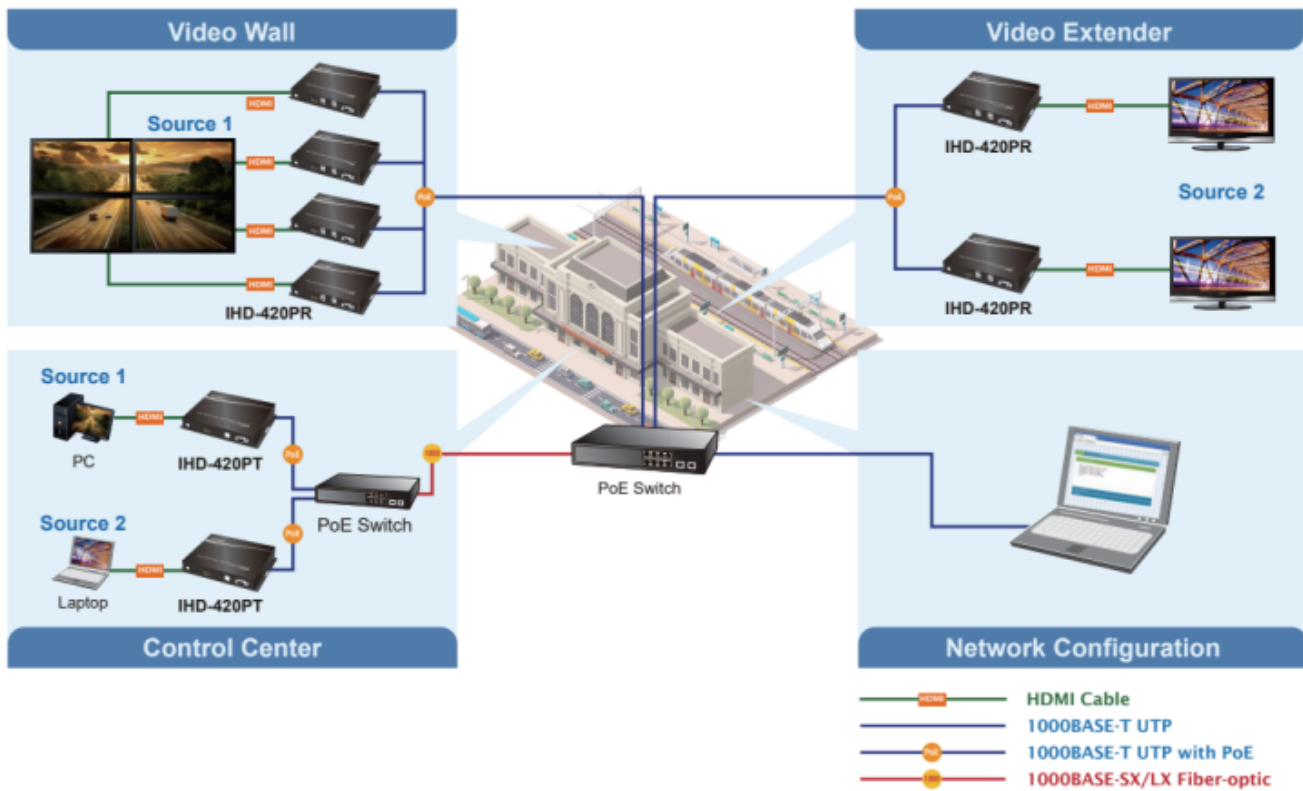 Video Wall
HDMI
Source 1
HDMI
HDMI
HDMI
IHD-420PR
PoE
Video Extender
IHD-420PR
HDMI
PoE
Source 2
IHD-420PR
HDMI
Source 1
PC
HDMI
IHD-420PT
PoE
Source 2
Laptop
HDMI
IHD-420PT
PoE
PoE Switch
1000
Control Center
PoE Switch
Network Configuration
HDMI
HDMI Cable
1000BASE-T UTP
PoE
1000BASE-T UTP with PoE
1000
1000BASE-SX/LX Fiber-optic